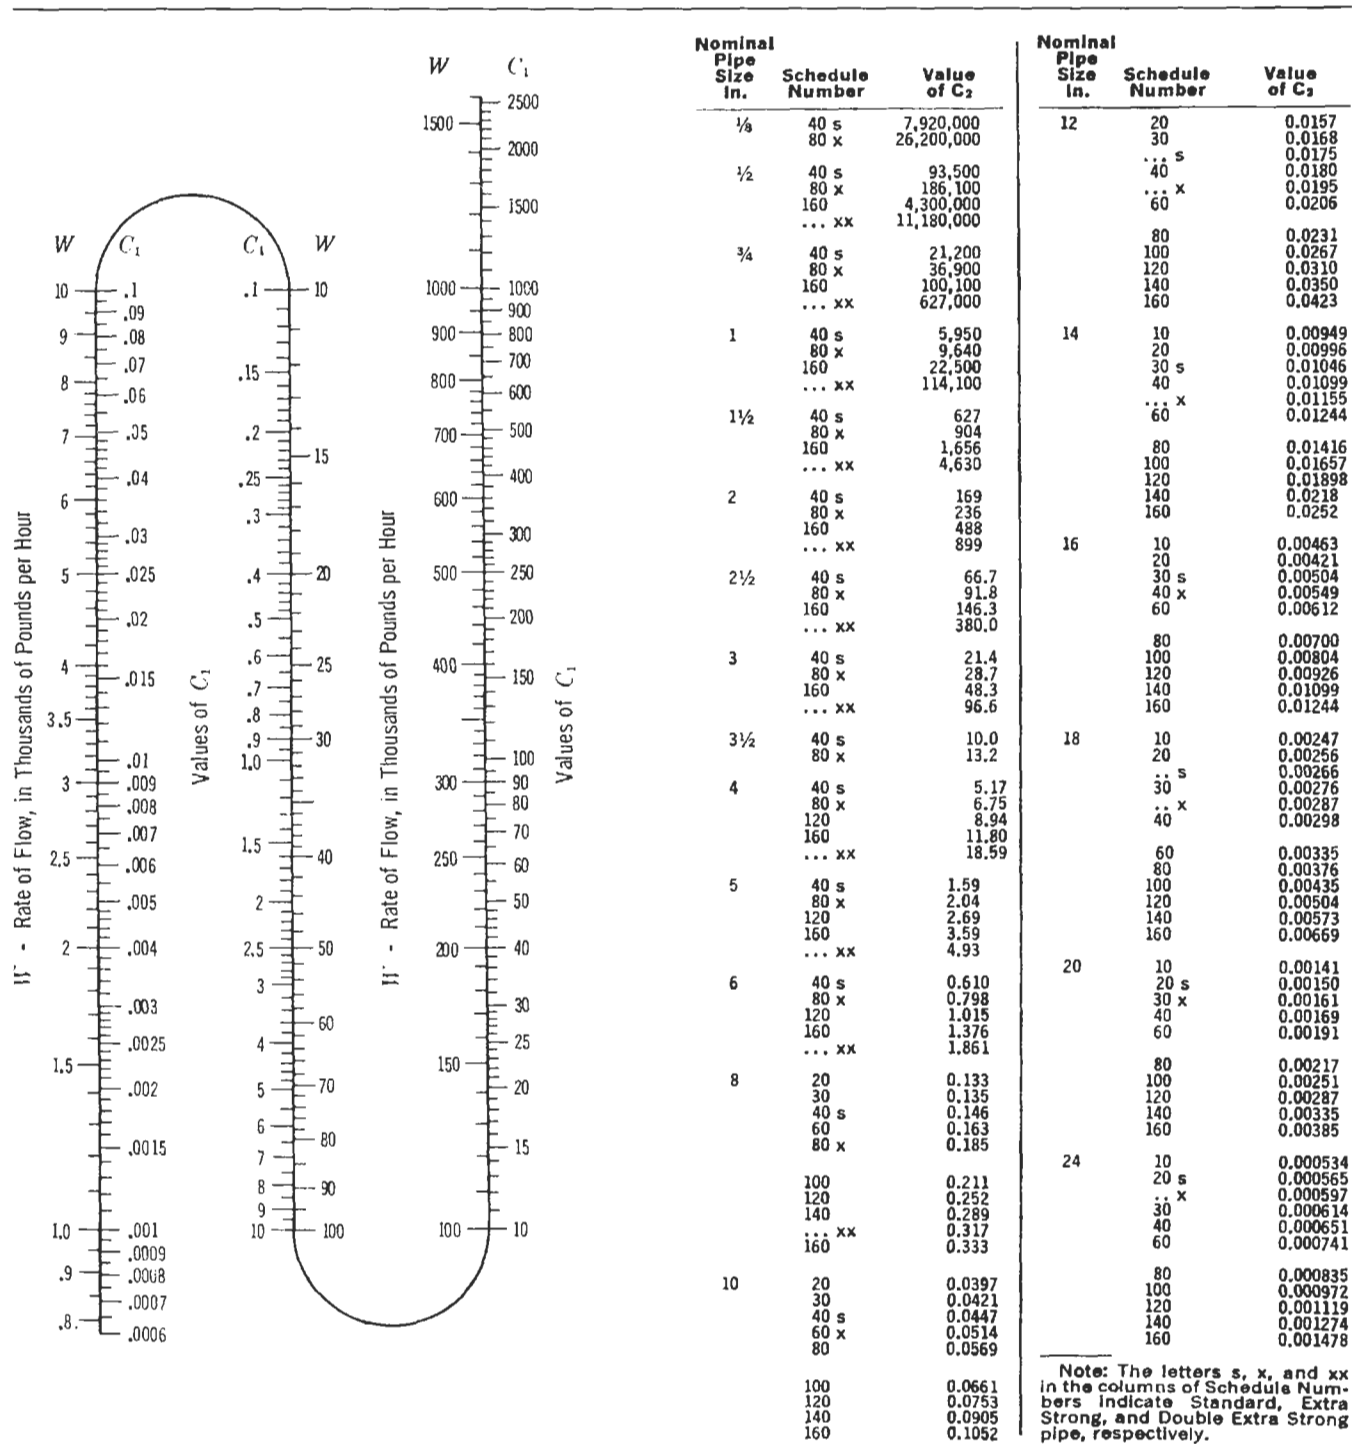 W C₁
10 .1
.09
9 .08
.07
8
.06
7 .05
.04
6
.03
5 .025
.02
4
.015
3.5
.01
3 .009
.008
.007
2.5
.006
.005
2 .004
.003
.0025
1.5
.002
.0015
1.0 .001
.0009
.9 .0008
.0007
.8
.0006
W - Rate of Flow, in Thousands of Pounds per Hour
Values of C₁
C₁ W
.1 10
.15
.2
15
.25
.3
.4 20
.5
.6
25
.7
.8
.9 30
1.0
1.5
40
2
2.5 50
3
60
4
5 70
6
80
7
8 90
9
10 100
W - Rate of Flow, in Thousands of Pounds per Hour
Values of C₁
W C₁
2500
1500
2000
1500
1000 1000
900
900 800
700
800
600
700 500
400
600
300
500 250
200
400
150
100
300 90
80
70
250
60
50
200 40
30
25
150
20
15
100 10
Nominal
Pipe
Size Schedule Value
In. Number of C₂
⅛ 40 s 7,920,000
80 x 26,200,000
½ 40 s 93,500
80 x 186,100
160 4,300,000
... xx 11,180,000
¾ 40 s 21,200
80 x 36,900
160 100,100
... xx 627,000
1 40 s 5,950
80 x 9,640
160 22,500
... xx 114,100
1½ 40 s 627
80 x 904
160 1,656
... xx 4,630
2 40 s 169
80 x 236
160 488
... xx 899
2½ 40 s 66.7
80 x 91.8
160 146.3
... xx 380.0
3 40 s 21.4
80 x 28.7
160 48.3
... xx 96.6
3½ 40 s 10.0
80 x 13.2
4 40 s 5.17
80 x 6.75
120 8.94
160 11.80
... xx 18.59
5 40 s 1.59
80 x 2.04
120 2.69
160 3.59
... xx 4.93
6 40 s 0.610
80 x 0.798
120 1.015
160 1.376
... xx 1.861
8 20 0.133
30 0.135
40 s 0.146
60 0.163
80 x 0.185
100 0.211
120 0.252
140 0.289
... xx 0.317
160 0.333
10 20 0.0397
30 0.0421
40 s 0.0447
60 x 0.0514
80 0.0569
100 0.0661
120 0.0753
140 0.0905
160 0.1052
Nominal
Pipe
Size Schedule Value
In. Number of C₃
12 20 0.0157
30 0.0168
... s 0.0175
40 0.0180
... x 0.0195
60 0.0206
80 0.0231
100 0.0267
120 0.0310
140 0.0350
160 0.0423
14 10 0.00949
20 0.00996
30 s 0.01046
40 0.01099
... x 0.01155
60 0.01244
80 0.01416
100 0.01657
120 0.01898
140 0.0218
160 0.0252
16 10 0.00463
20 0.00421
30 s 0.00504
40 x 0.00549
60 0.00612
80 0.00700
100 0.00804
120 0.00926
140 0.01099
160 0.01244
18 10 0.00247
20 0.00256
.. s 0.00266
30 0.00276
.. x 0.00287
40 0.00298
60 0.00335
80 0.00376
100 0.00435
120 0.00504
140 0.00573
160 0.00669
20 10 0.00141
20 s 0.00150
30 x 0.00161
40 0.00169
60 0.00191
80 0.00217
100 0.00251
120 0.00287
140 0.00335
160 0.00385
24 10 0.000534
20 s 0.000565
.. x 0.000597
30 0.000614
40 0.000651
60 0.000741
80 0.000835
100 0.000972
120 0.001119
140 0.001274
160 0.001478
Note: The letters s, x, and xx
in the columns of Schedule Num-
bers indicate Standard, Extra
Strong, and Double Extra Strong
pipe, respectively.